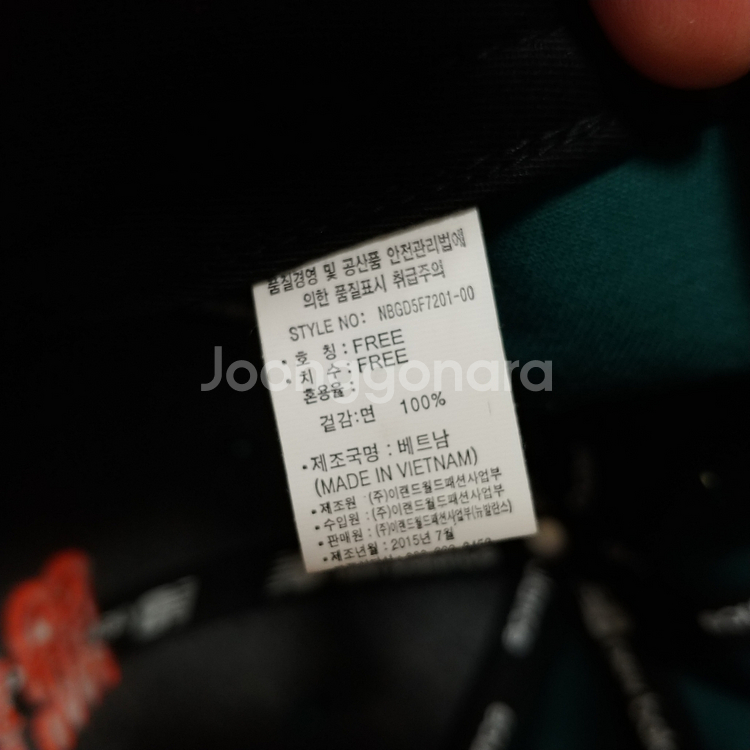 품질경영 및 공산품 안전관리법에
의한 품질표시 취급주의
STYLE NO: NBGD5F7201-00
• 호 칭 : FREE
• 치 수 : FREE
혼용율 :
겉감:면 100%
• 제조국명 : 베트남
(MADE IN VIETNAM)
• 제조원 : (주)이랜드월드패션사업부
• 수입원 : (주)이랜드월드패션사업부
• 판매원 : (주)이랜드월드패션사업부(뉴발란스)
• 제조년월 : 2015년 7월
Joonggonara